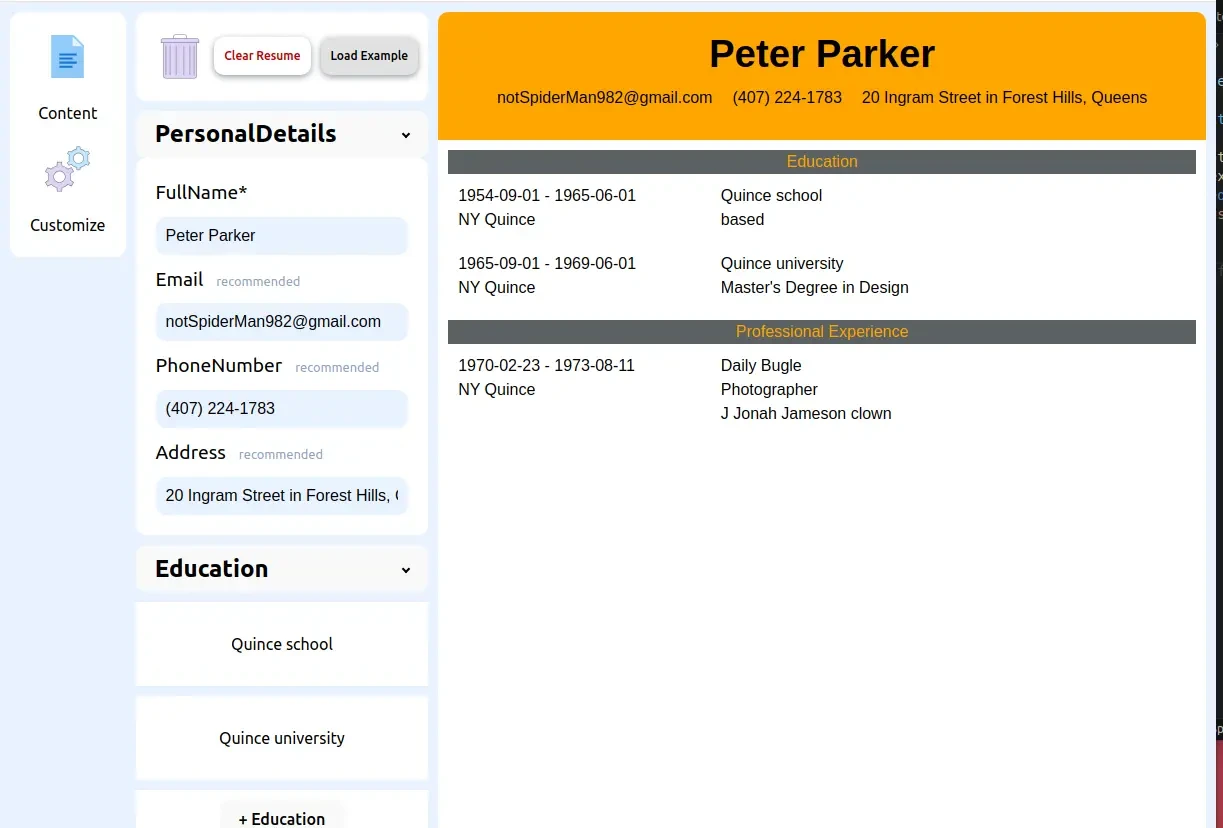 Content
Customize
Clear Resume
Load Example
PersonalDetails
FullName*
Peter Parker
Email recommended
notSpiderMan982@gmail.com
PhoneNumber recommended
(407) 224-1783
Address recommended
20 Ingram Street in Forest Hills,
Education
Quince school
Quince university
+ Education
Peter Parker
notSpiderMan982@gmail.com (407) 224-1783 20 Ingram Street in Forest Hills, Queens
Education
1954-09-01 - 1965-06-01 Quince school
NY Quince based
1965-09-01 - 1969-06-01 Quince university
NY Quince Master's Degree in Design
Professional Experience
1970-02-23 - 1973-08-11 Daily Bugle
NY Quince Photographer
J Jonah Jameson clown